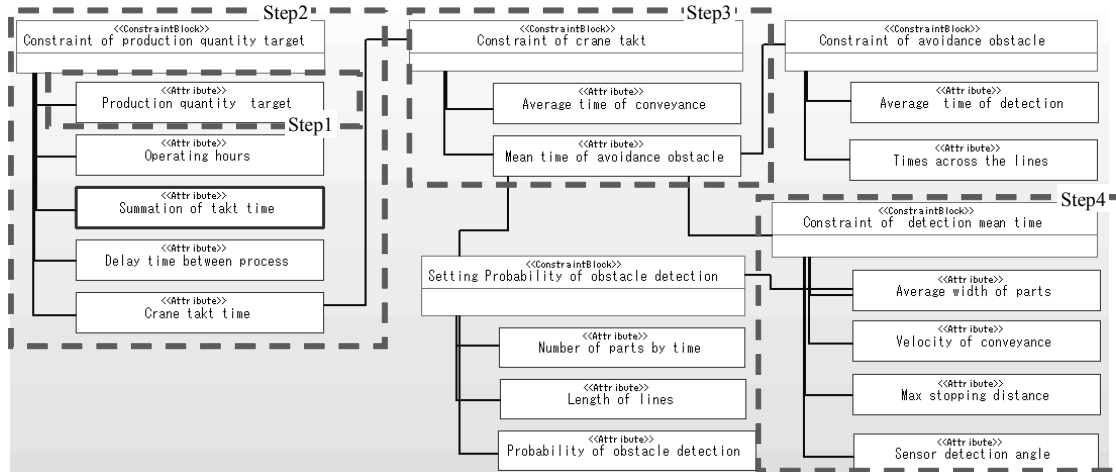 Step2
<<ConstraintBlock>>
Constraint of production quantity target
<<Attribute>>
Production quantity target
Step1
<<Attribute>>
Operating hours
<<Attribute>>
Summation of takt time
<<Attribute>>
Delay time between process
<<Attribute>>
Crane takt time
Step3
<<ConstraintBlock>>
Constraint of crane takt
<<Attribute>>
Average time of conveyance
<<Attribute>>
Mean time of avoidance obstacle
<<ConstraintBlock>>
Setting Probability of obstacle detection
<<Attribute>>
Number of parts by time
<<Attribute>>
Length of lines
<<Attribute>>
Probability of obstacle detection
<<ConstraintBlock>>
Constraint of avoidance obstacle
<<Attribute>>
Average time of detection
<<Attribute>>
Times across the lines
Step4
<<ConstraintBlock>>
Constraint of detection mean time
<<Attribute>>
Average width of parts
<<Attribute>>
Velocity of conveyance
<<Attribute>>
Max stopping distance
<<Attribute>>
Sensor detection angle